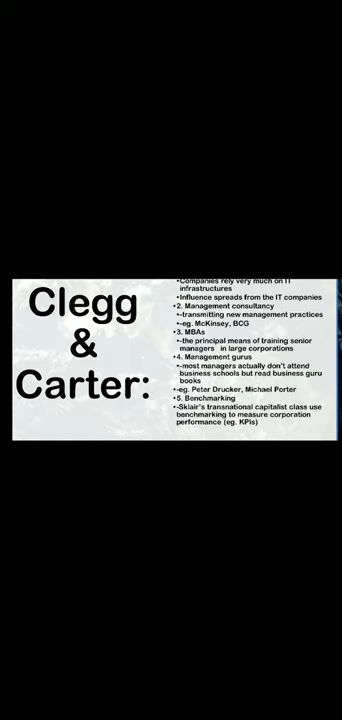 Clegg
&
Carter:
•Companies rely very much on IT
infrastructures
•Influence spreads from the IT companies
•2. Management consultancy
•-transmitting new management practices
•-eg. McKinsey, BCG
•3. MBAs
•-the principal means of training senior
managers in large corporations
•4. Management gurus
•-most managers actually don't attend
business schools but read business guru
books
•-eg. Peter Drucker, Michael Porter
•5. Benchmarking
•-Sklair's transnational capitalist class use
benchmarking to measure corporation
performance (eg. KPIs)